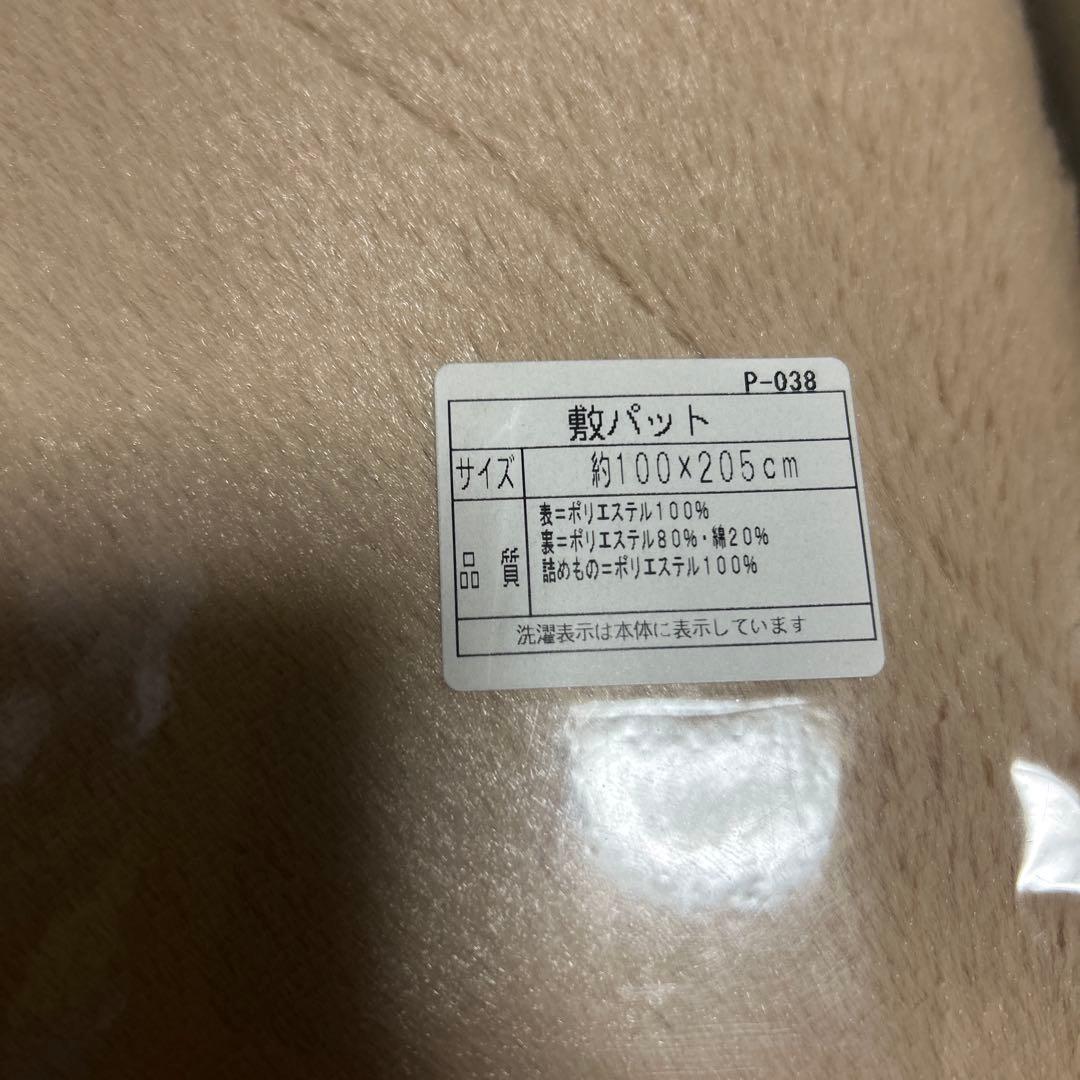 P-038
敷パット
サイズ 約100×205cm
品質 表=ポリエステル100%
裏=ポリエステル80%・綿20%
詰めもの=ポリエステル100%
洗濯表示は本体に表示しています